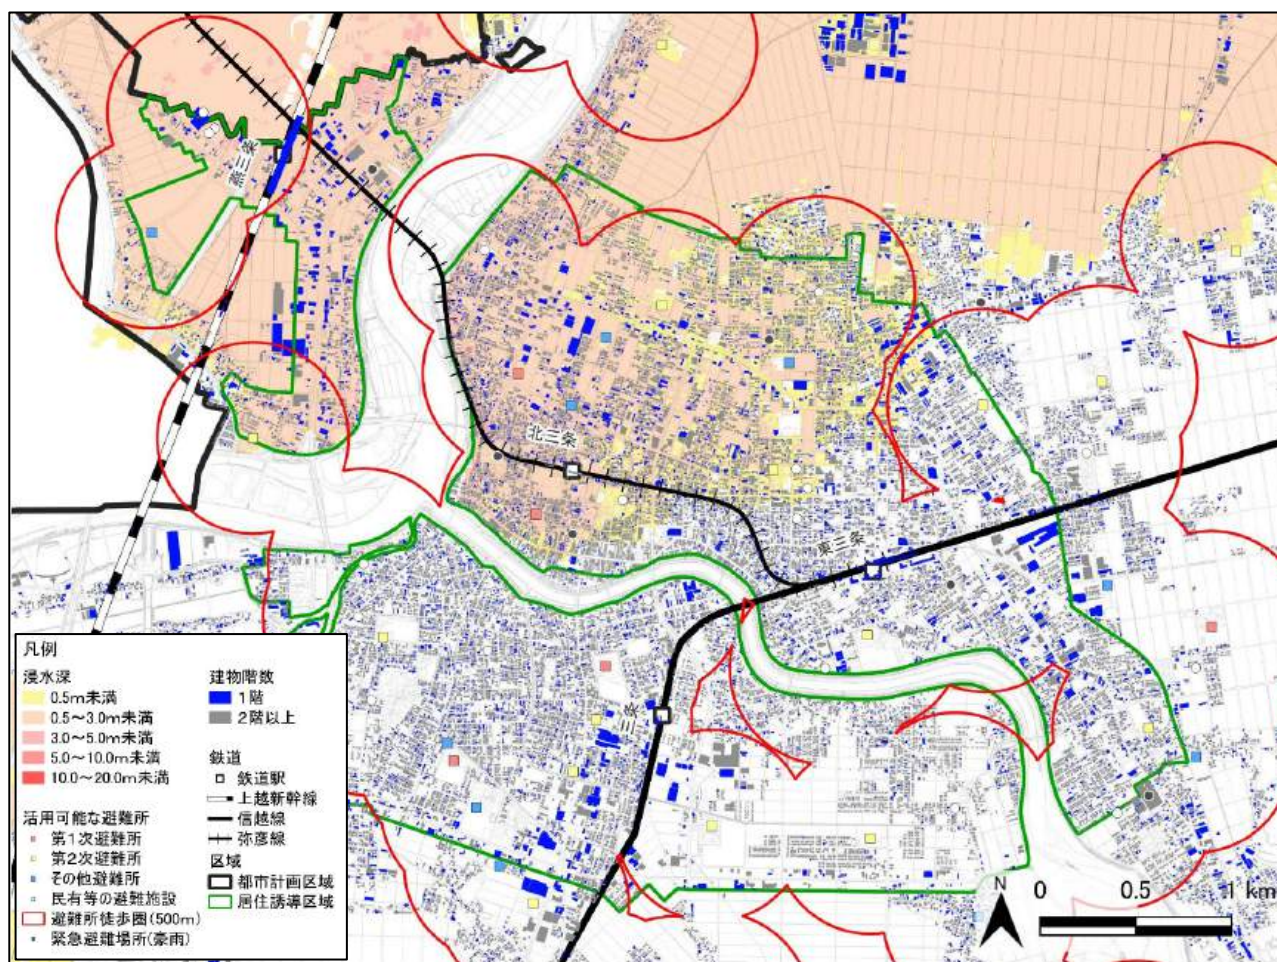 燕三条
北三条
東三条
三条
凡例
浸水深
0.5m未満
0.5～3.0m未満
3.0～5.0m未満
5.0～10.0m未満
10.0～20.0m未満
活用可能な避難所
第1次避難所
第2次避難所
その他避難所
民有等の避難施設
避難所徒歩圏(500m)
緊急避難場所(豪雨)
建物階数
1階
2階以上
鉄道
鉄道駅
上越新幹線
信越線
弥彦線
区域
都市計画区域
居住誘導区域
N
0 0.5 1 km